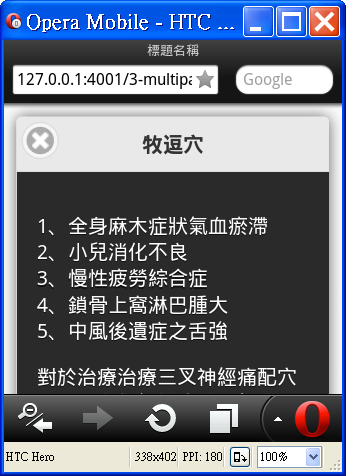 Opera Mobile - HTC ...
標題名稱
127.0.0.1:4001/3-multipa
Google
牧逗穴
1、全身麻木症狀氣血瘀滯
2、小兒消化不良
3、慢性疲勞綜合症
4、鎖骨上窩淋巴腫大
5、中風後遺症之舌強
對於治療治療三叉神經痛配穴
HTC Hero
338x402
PPI: 180
100%